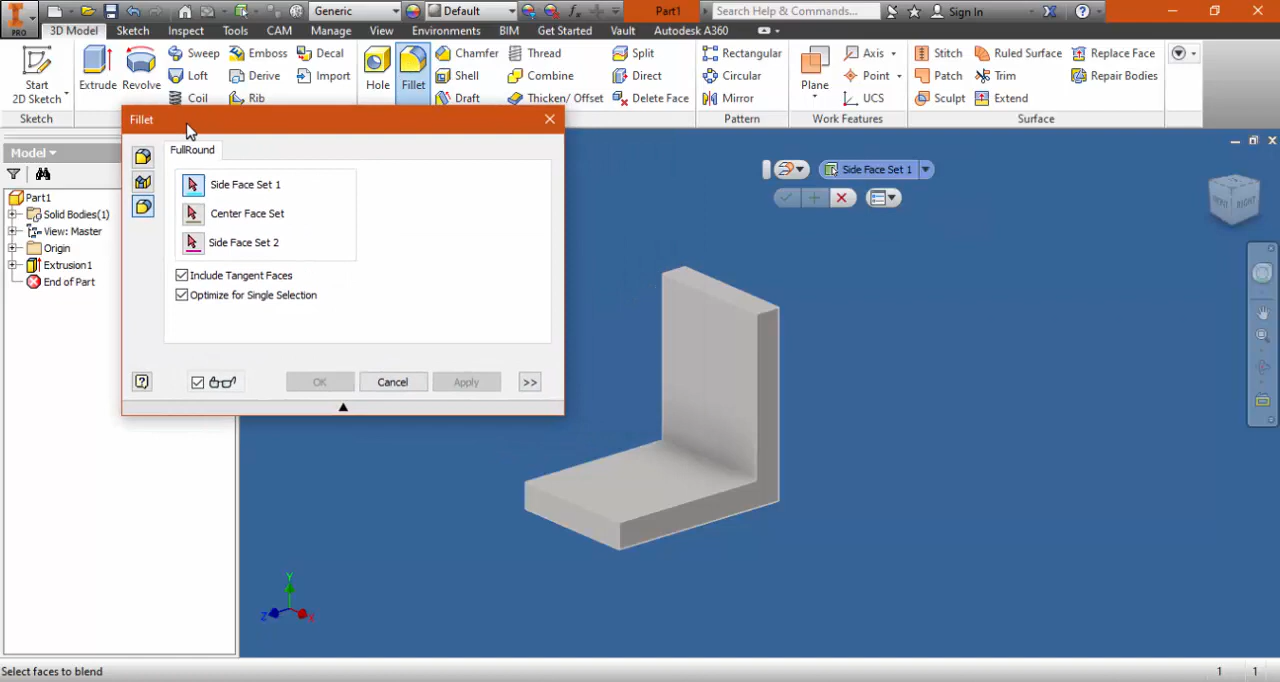 Generic Default fx Part1 Search Help & Commands... Sign In ?
PRO 3D Model Sketch Inspect Tools CAM Manage View Environments BIM Get Started Vault Autodesk A360
Start 2D Sketch Extrude Revolve Sweep Emboss Decal Hole Fillet Chamfer Thread Split Rectangular Plane Axis Stitch Ruled Surface Replace Face
Loft Derive Import Shell Combine Direct Circular Point Patch Trim Repair Bodies
Coil Rib Draft Thicken/ Offset Delete Face Mirror UCS Sculpt Extend
Sketch Pattern Work Features Surface
Fillet
Model
FullRound
Side Face Set 1
Center Face Set
Side Face Set 2
Include Tangent Faces
Optimize for Single Selection
OK Cancel Apply >>
Part1
Solid Bodies(1)
View: Master
Origin
Extrusion1
End of Part
Side Face Set 1
RIGHT
Y
Z X
Select faces to blend 1 1